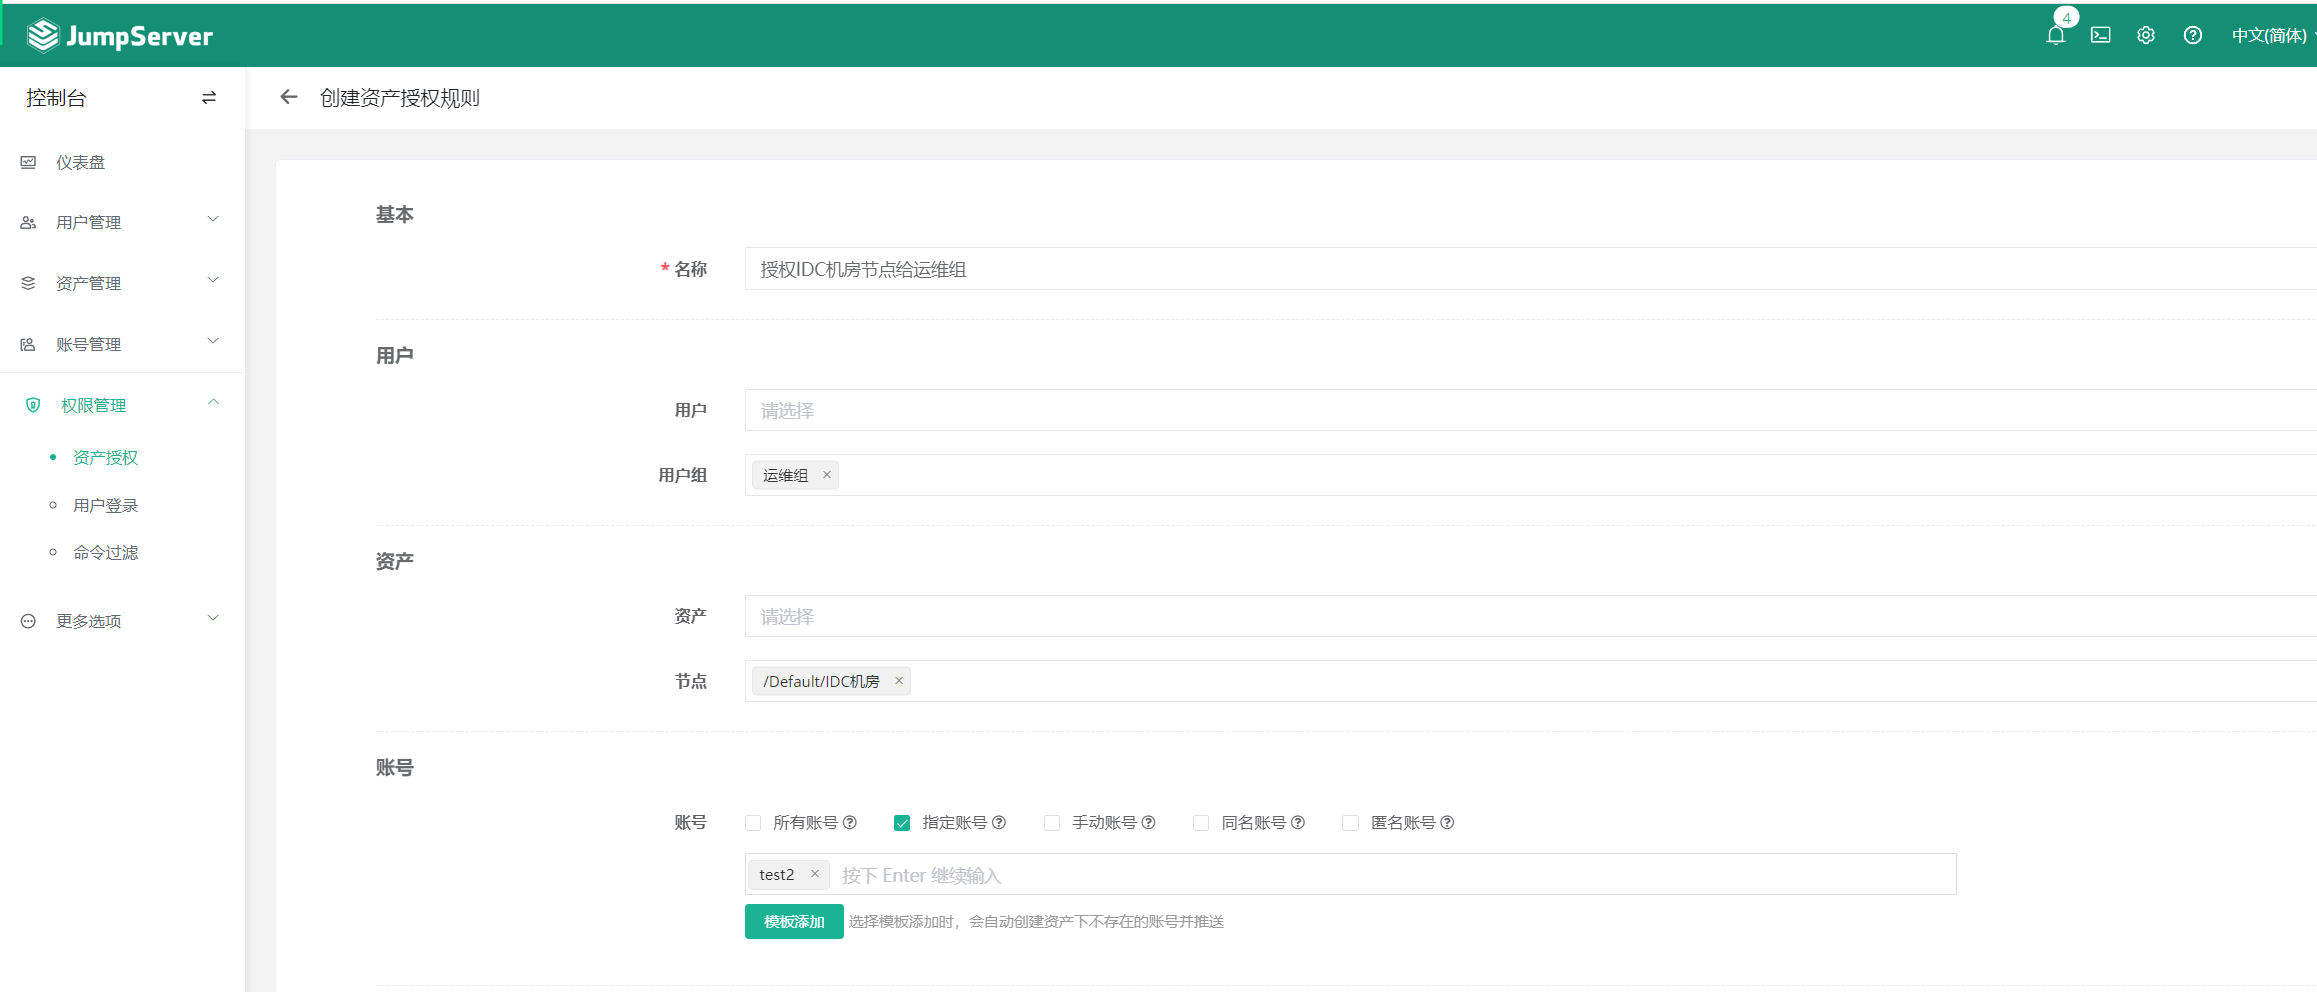 JumpServer
4
中文(简体)
控制台
创建资产授权规则
仪表盘
用户管理
资产管理
账号管理
权限管理
资产授权
用户登录
命令过滤
更多选项
基本
* 名称
授权IDC机房节点给运维组
用户
用户
请选择
用户组
运维组 ×
资产
资产
请选择
节点
/Default/IDC机房 ×
账号
账号
所有账号
指定账号
手动账号
同名账号
匿名账号
test2 × 按下 Enter 继续输入
模板添加 选择模板添加时，会自动创建资产下不存在的账号并推送